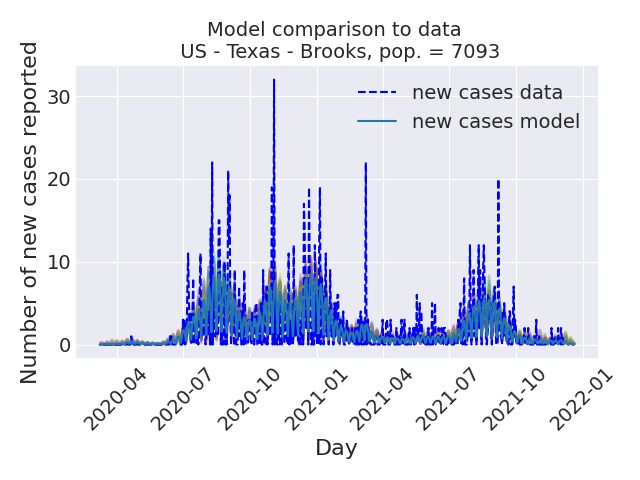 Model comparison to data
US - Texas - Brooks, pop. = 7093
Number of new cases reported
30
20
10
0
new cases data
new cases model
2020-04
2020-07
2020-10
2021-01
2021-04
2021-07
2021-10
2022-01
Day